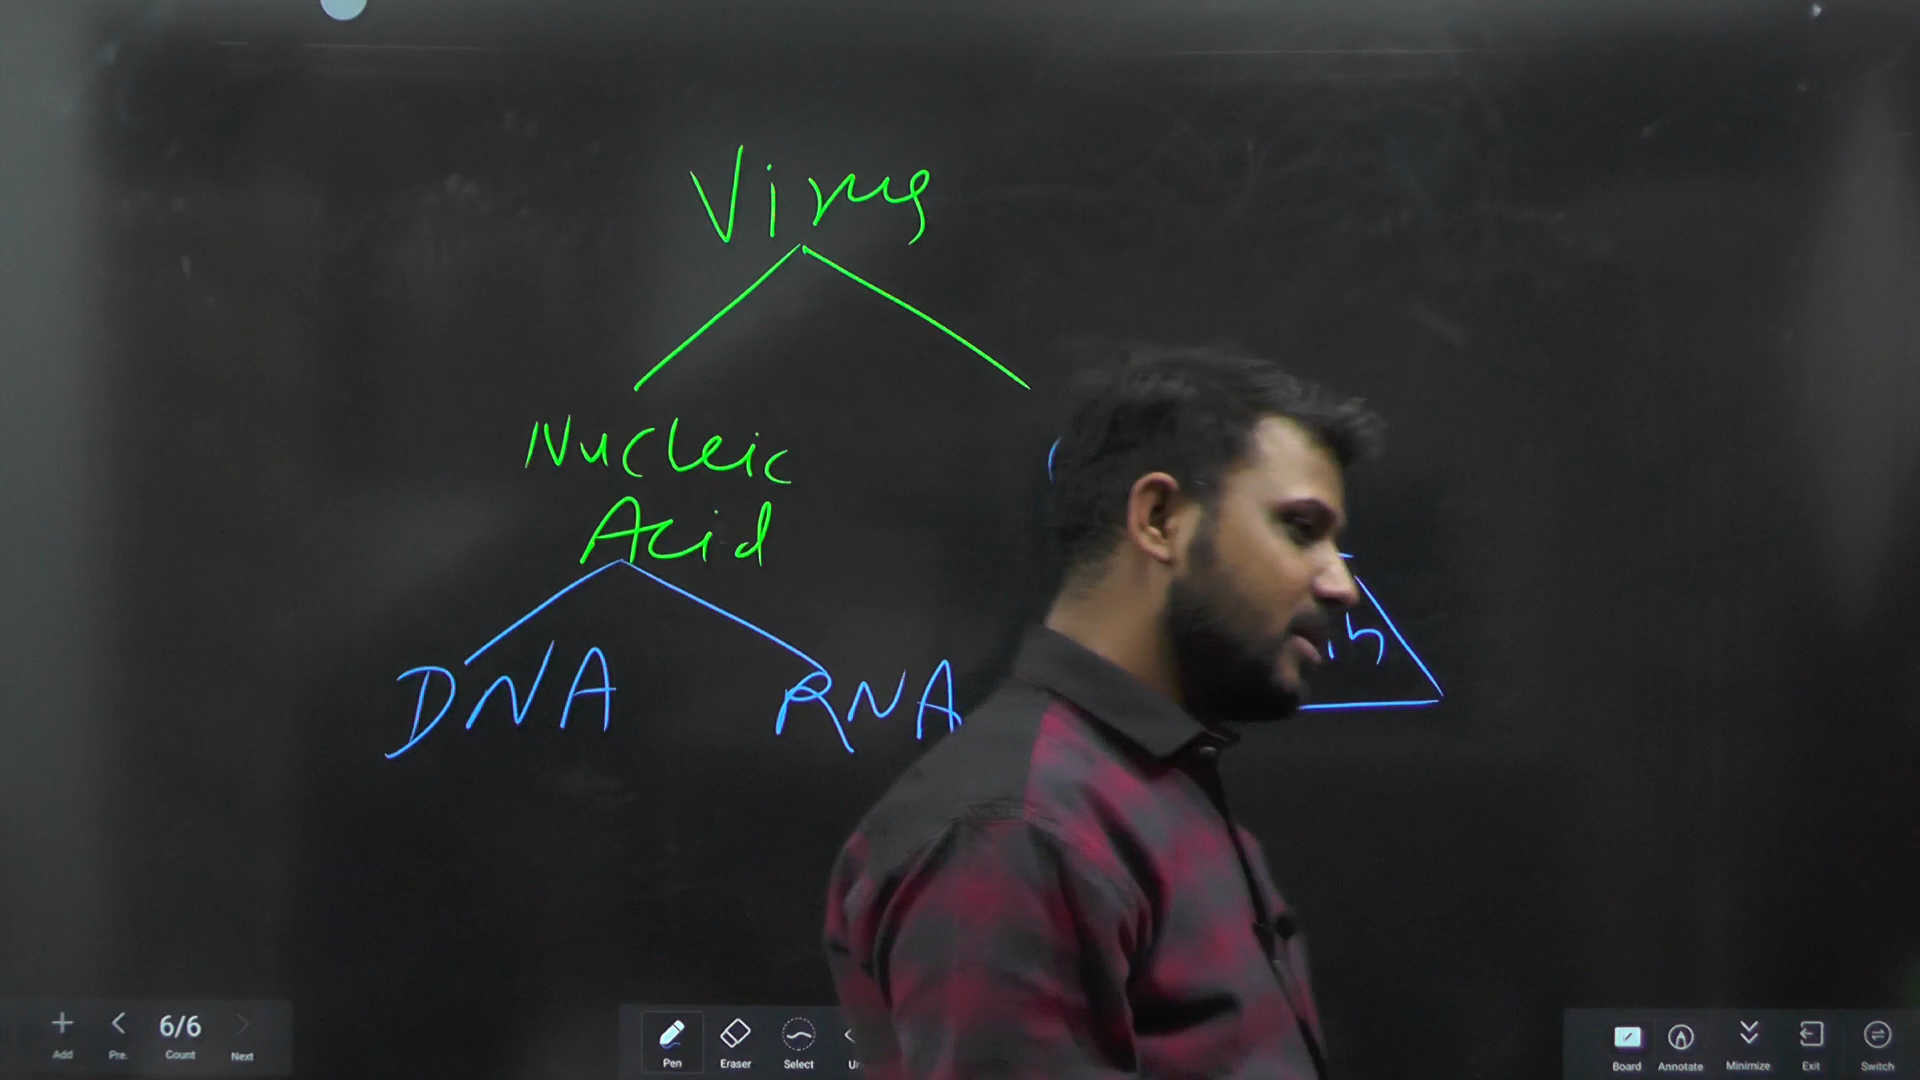 Virus
Nucleic
Acid
DNA RNA
+ Add
< Pre.
6/6 Count
> Next
Pen
Eraser
Select
Board
Annotate
Minimize
Exit
Switch